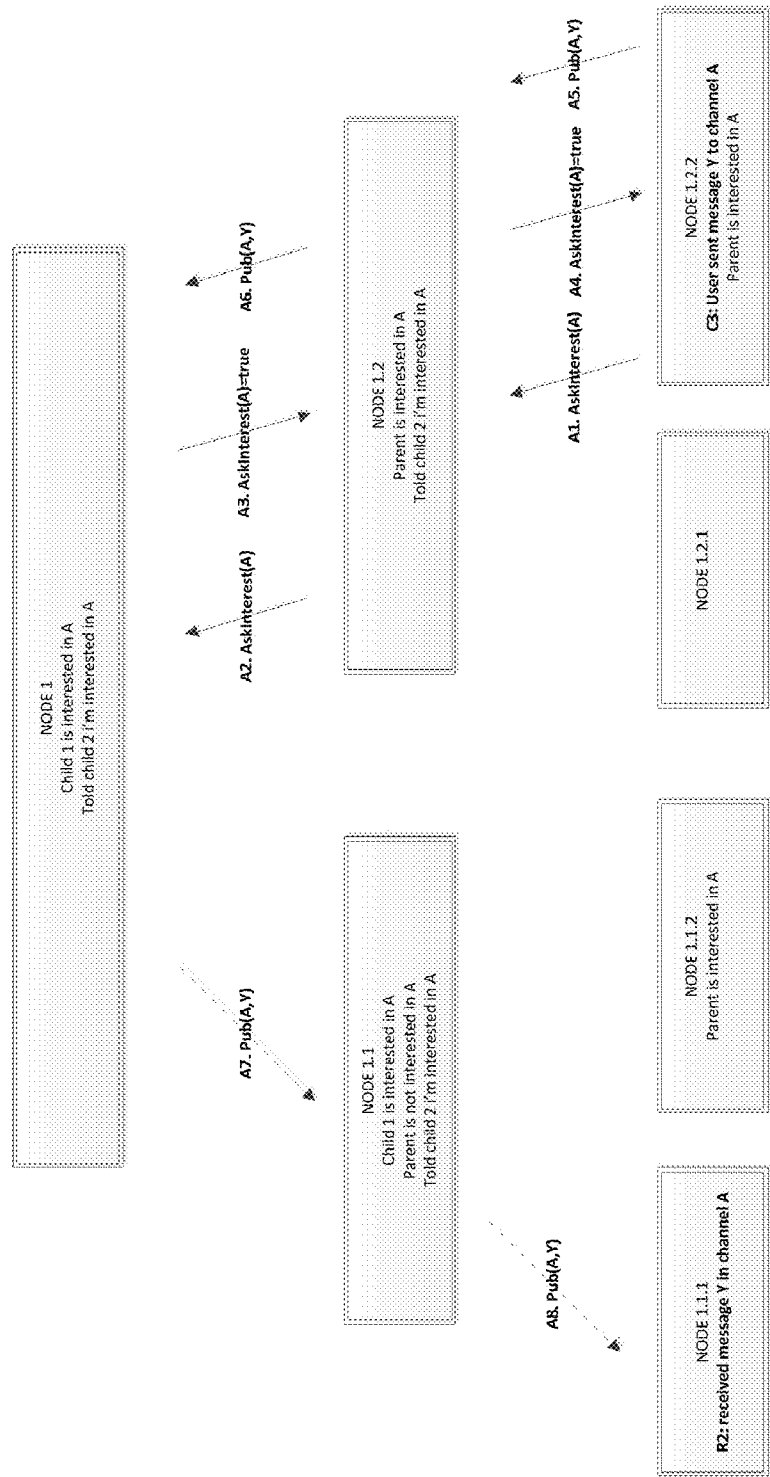 NODE 1
Child 1 is interested in A
Told child 2 i'm interested in A
A7. Pub(A,Y)
A2. AskInterest(A)
A3. AskInterest(A)=true
A6. Pub(A,Y)
NODE 1.1
Child 1 is interested in A
Parent is not interested in A
Told child 2 i'm interested in A
NODE 1.2
Parent is interested in A
Told child 2 i'm interested in A
A8. Pub(A,Y)
A1. AskInterest(A)
A4. AskInterest(A)=true
A5. Pub(A,Y)
NODE 1.1.1
R2: received message Y in channel A
NODE 1.1.2
Parent is interested in A
NODE 1.2.1
NODE 1.2.2
C3: User sent message Y to channel A
Parent is interested in A